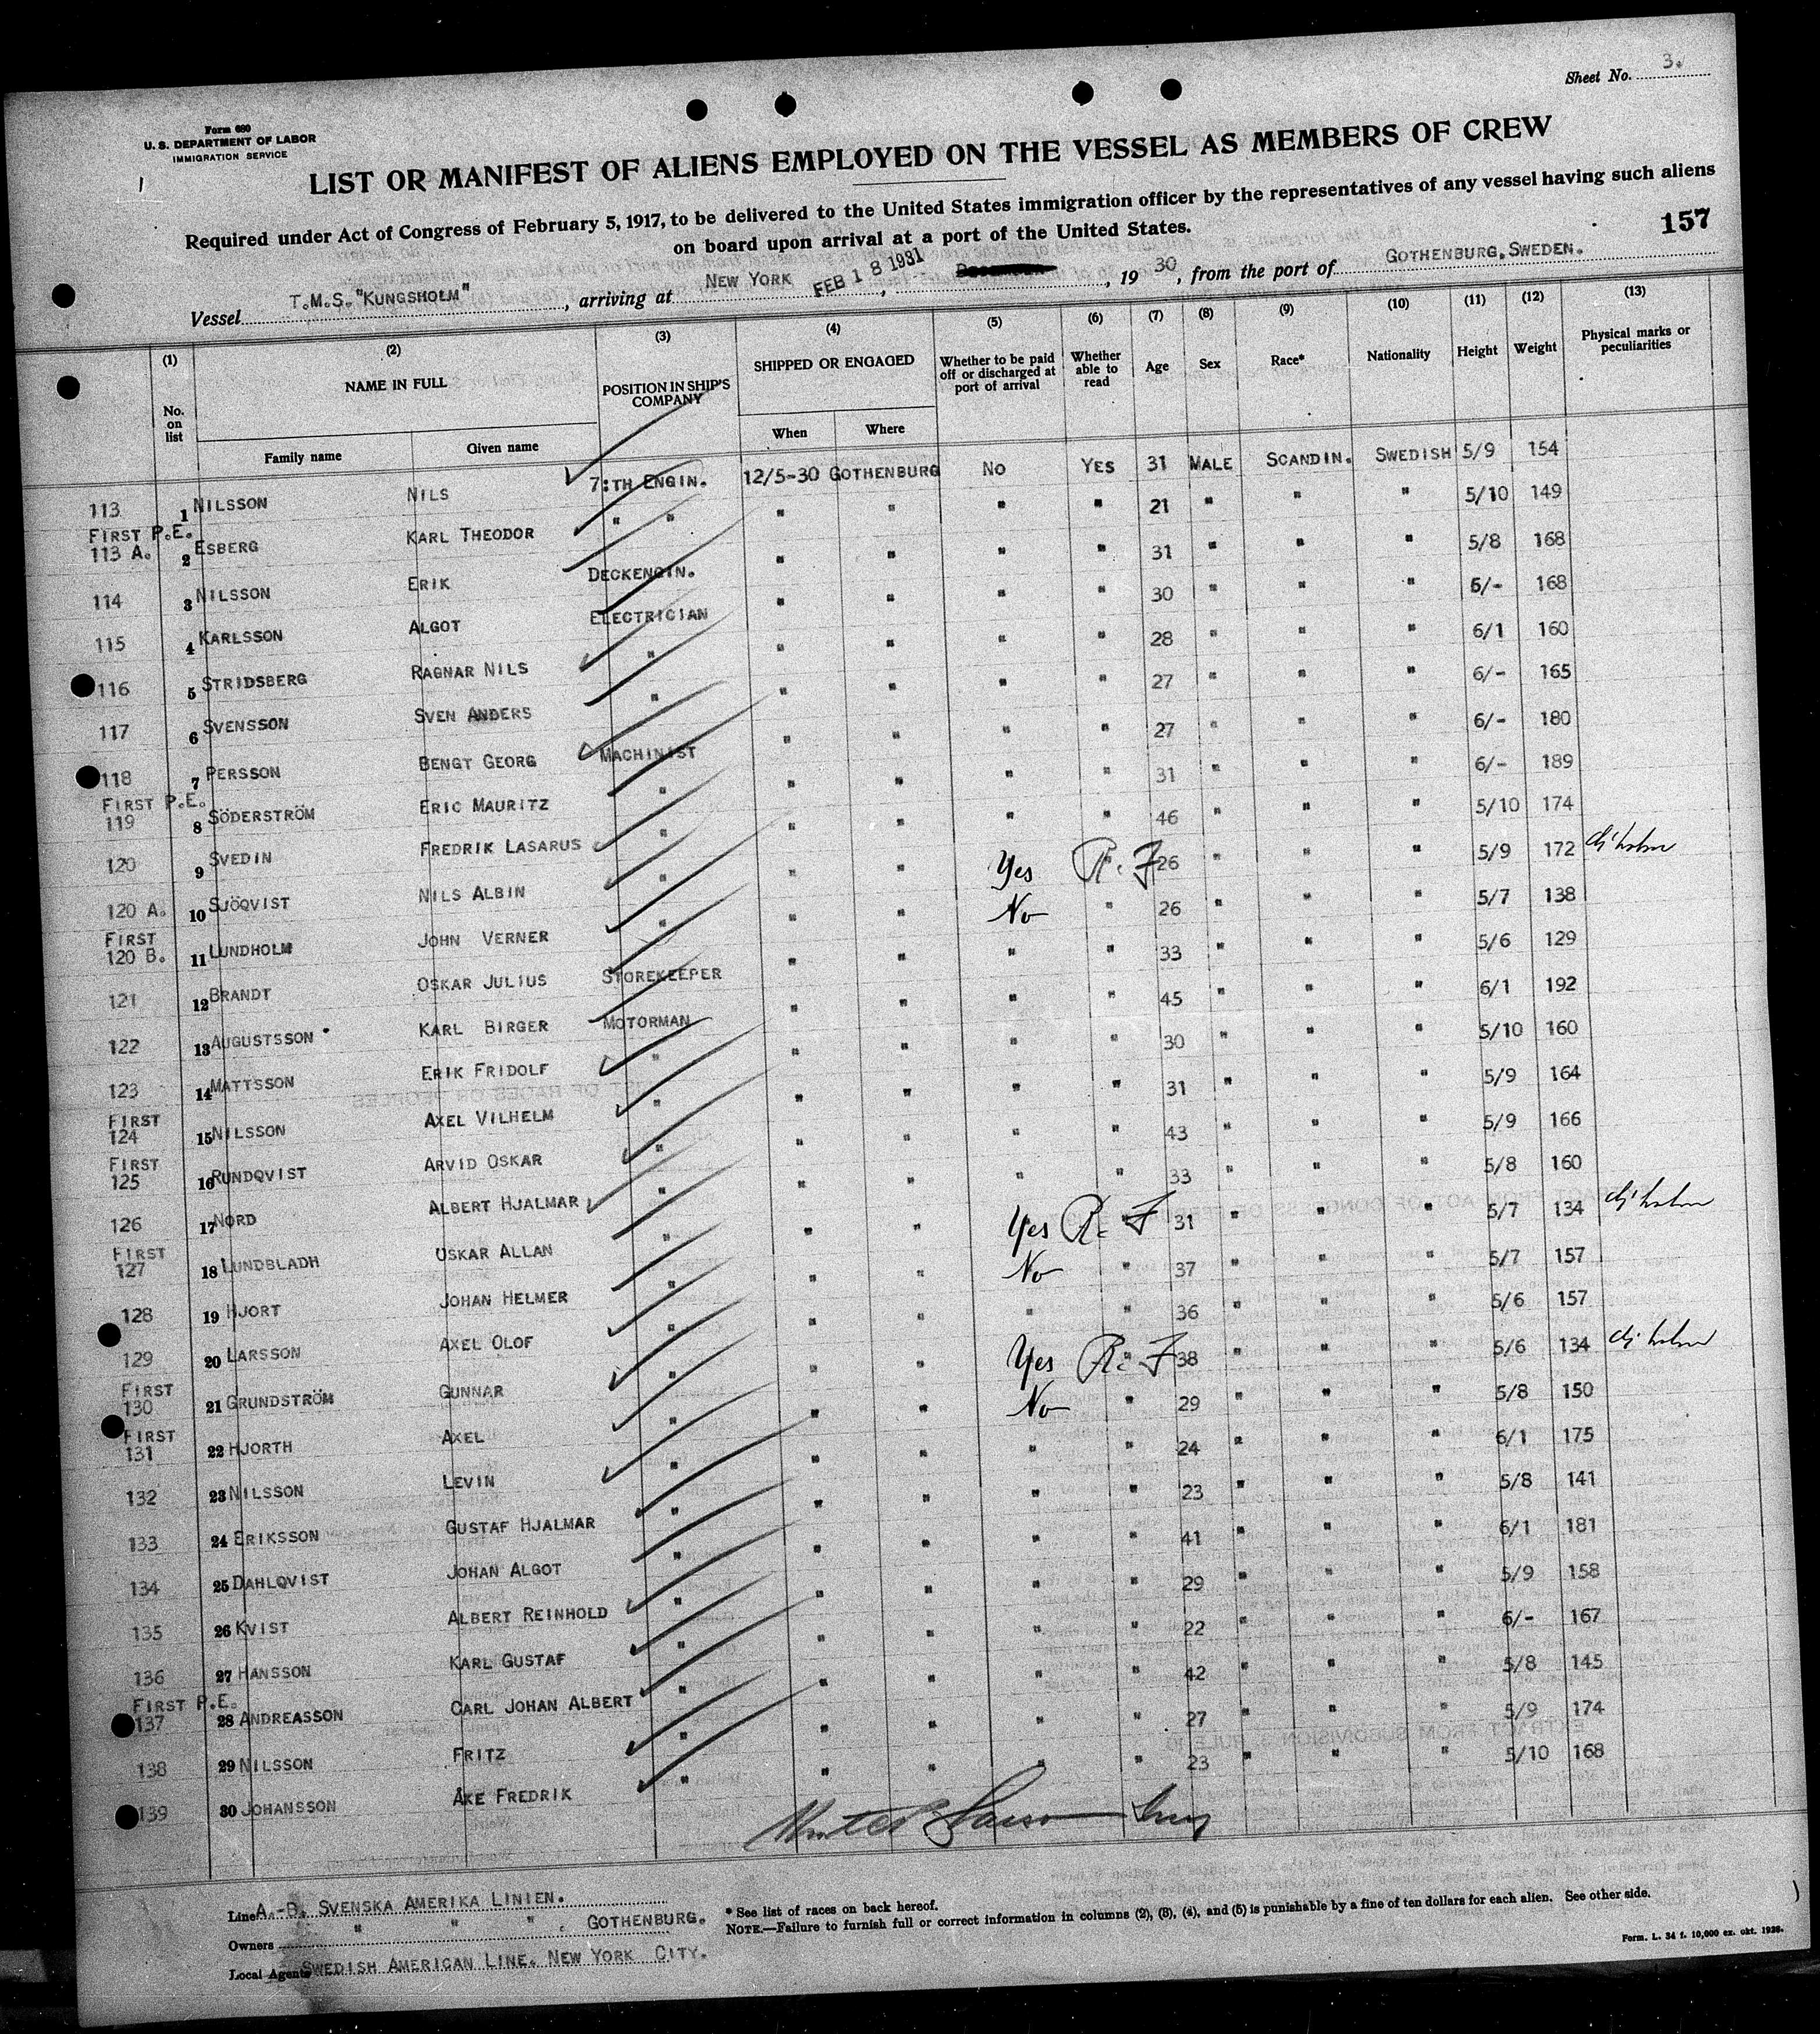 Sheet No. 3.
Form 680
U. S. DEPARTMENT OF LABOR
IMMIGRATION SERVICE
LIST OR MANIFEST OF ALIENS EMPLOYED ON THE VESSEL AS MEMBERS OF CREW
Required under Act of Congress of February 5, 1917, to be delivered to the United States immigration officer by the representatives of any vessel having such aliens
on board upon arrival at a port of the United States.
157
Vessel T.M.S. "KUNGSHOLM", arriving at NEW YORK FEB 18 1931, 1930, from the port of GOTHENBURG, SWEDEN.
(1) (2) (3) (4) (5) (6) (7) (8) (9) (10) (11) (12) (13)
No. on list NAME IN FULL POSITION IN SHIP'S COMPANY SHIPPED OR ENGAGED Whether to be paid off or discharged at port of arrival Whether able to read Age Sex Race* Nationality Height Weight Physical marks or peculiarities
Family name Given name When Where
113 1 NILSSON NILS 7:TH ENGIN. 12/5-30 GOTHENBURG NO YES 31 MALE SCANDIN. SWEDISH 5/9 154
FIRST P.E.
113 A. 2 ESBERG KARL THEODOR " " " " " " 21 " " " 5/10 149
114 3 NILSSON ERIK DECKENGIN. " " " " 31 " " " 5/8 168
115 4 KARLSSON ALGOT ELECTRICIAN " " " " 30 " " " 6/- 168
116 5 STRIDSBERG RAGNAR NILS " " " " " 28 " " " 6/1 160
117 6 SVENSSON SVEN ANDERS " " " " " 27 " " " 6/- 165
118 7 PERSSON BENGT GEORG MACHINIST " " " " 27 " " " 6/- 180
FIRST P.E.
119 8 SÖDERSTRÖM ERIC MAURITZ " " " " " 31 " " " 6/- 189
120 9 SVEDIN FREDRIK LASARUS " " " " " 46 " " " 5/10 174
120 A. 10 SJÖQVIST NILS ALBIN " " " Yes R. F 26 " " " 5/9 172
FIRST
120 B. 11 LUNDHOLM JOHN VERNER " " " No " 26 " " " 5/7 138
121 12 BRANDT OSKAR JULIUS STOREKEEPER " " " " 33 " " " 5/6 129
122 13 AUGUSTSSON KARL BIRGER MOTORMAN " " " " 45 " " " 6/1 192
123 14 MATTSSON ERIK FRIDOLF " " " " " 30 " " " 5/10 160
FIRST
124 15 NILSSON AXEL VILHELM " " " " " 31 " " " 5/9 164
FIRST
125 16 RUNDQVIST ARVID OSKAR " " " " " 43 " " " 5/9 166
126 17 NORD ALBERT HJALMAR " " " " " 33 " " " 5/8 160
FIRST
127 18 LUNDBLADH OSKAR ALLAN " " " Yes R. F 31 " " " 5/7 134
128 19 HJORT JOHAN HELMER " " " No " 37 " " " 5/7 157
129 20 LARSSON AXEL OLOF " " " " " 36 " " " 5/6 157
FIRST
130 21 GRUNDSTRÖM GUNNAR " " " Yes R. F 38 " " " 5/6 134
FIRST
131 22 HJORTH AXEL " " " No " 29 " " " 5/8 150
132 23 NILSSON LEVIN " " " " " 24 " " " 6/1 175
133 24 ERIKSSON GUSTAF HJALMAR " " " " " 23 " " " 5/8 141
134 25 DAHLQVIST JOHAN ALGOT " " " " " 41 " " " 6/1 181
135 26 KVIST ALBERT REINHOLD " " " " " 29 " " " 5/9 158
136 27 HANSSON KARL GUSTAF " " " " " 22 " " " 6/- 167
FIRST P.E.
137 28 ANDREASSON CARL JOHAN ALBERT " " " " " 42 " " " 5/8 145
138 29 NILSSON FRITZ " " " " " 27 " " " 5/9 174
139 30 JOHANSSON ÅKE FREDRIK " " " " " 23 " " " 5/10 168
Line A.-B. SVENSKA AMERIKA LINIEN.
Owners " " " , GOTHENBURG.
Local Agents SWEDISH AMERICAN LINE. NEW YORK CITY.
* See list of races on back hereof.
NOTE.—Failure to furnish full or correct information in columns (2), (3), (4), and (5) is punishable by a fine of ten dollars for each alien. See other side.
Form. L. 34 f. 10,000 ex. okt. 1928.